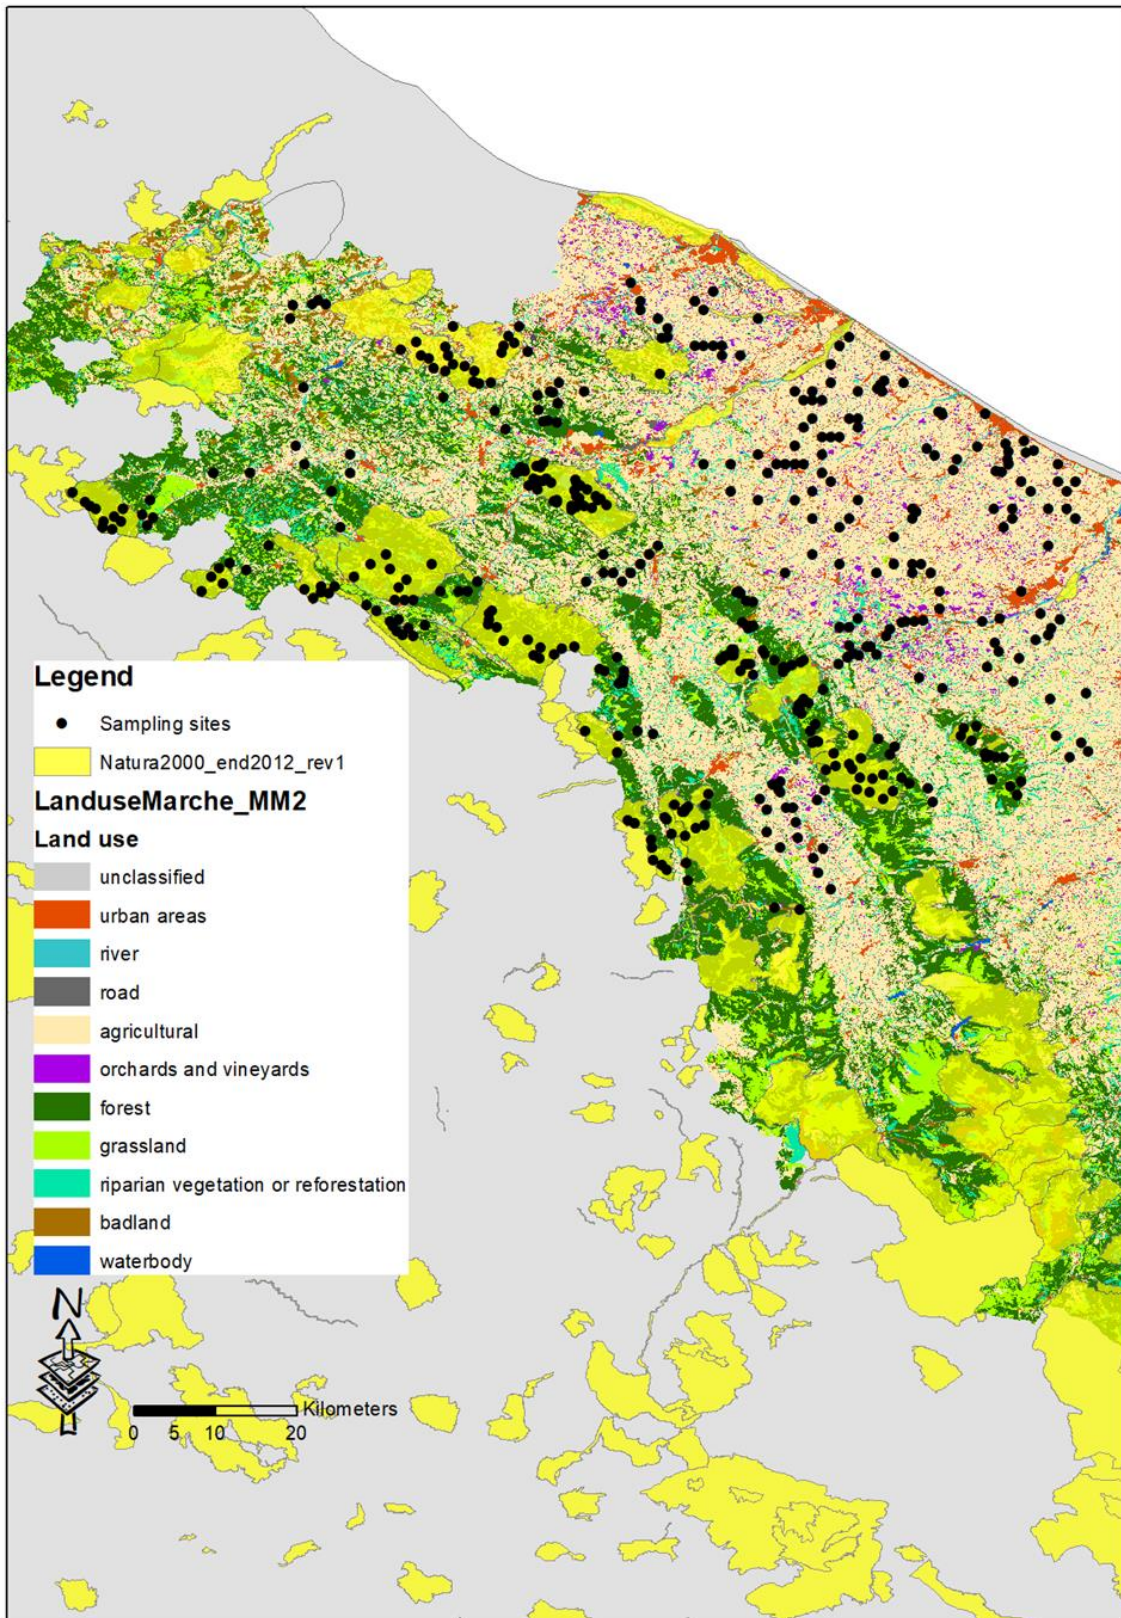 Legend
Sampling sites
Natura2000_end2012_rev1
LanduseMarche_MM2
Land use
unclassified
urban areas
river
road
agricultural
orchards and vineyards
forest
grassland
riparian vegetation or reforestation
badland
waterbody
N
Kilometers
0 5 10 20